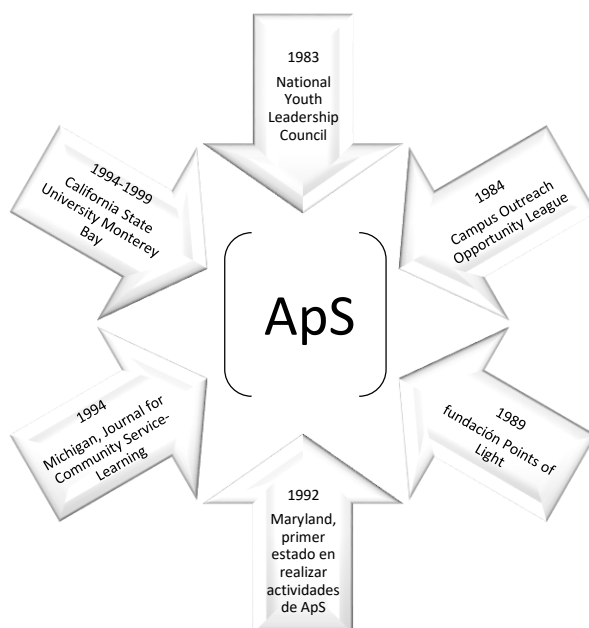 1983
National
Youth
Leadership
Council
1984
Campus Outreach
Opportunity League
1989
fundación Points of
Light
1992
Maryland,
primer
estado en
realizar
actividades
de ApS
1994
Michigan, Journal for
Community Service-
Learning
1994-1999
California State
University Monterey
Bay
ApS